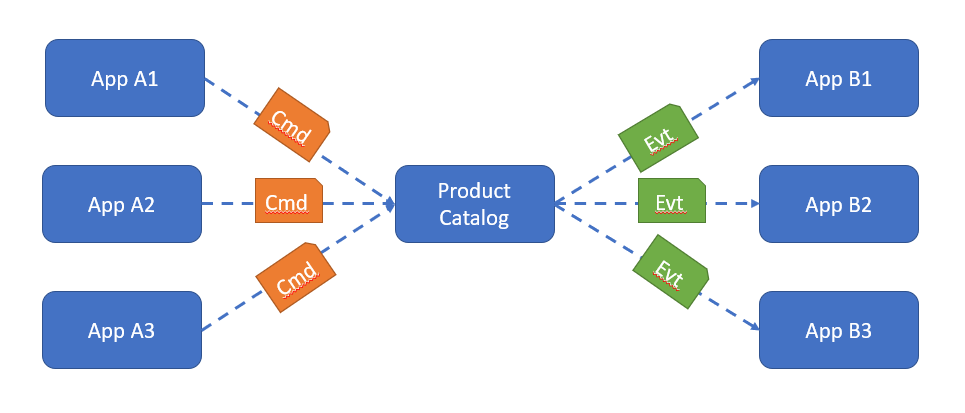 App A1
App B1
Cmd
Evt
App A2
Cmd
Product
Catalog
Evt
App B2
Cmd
Evt
App A3
App B3